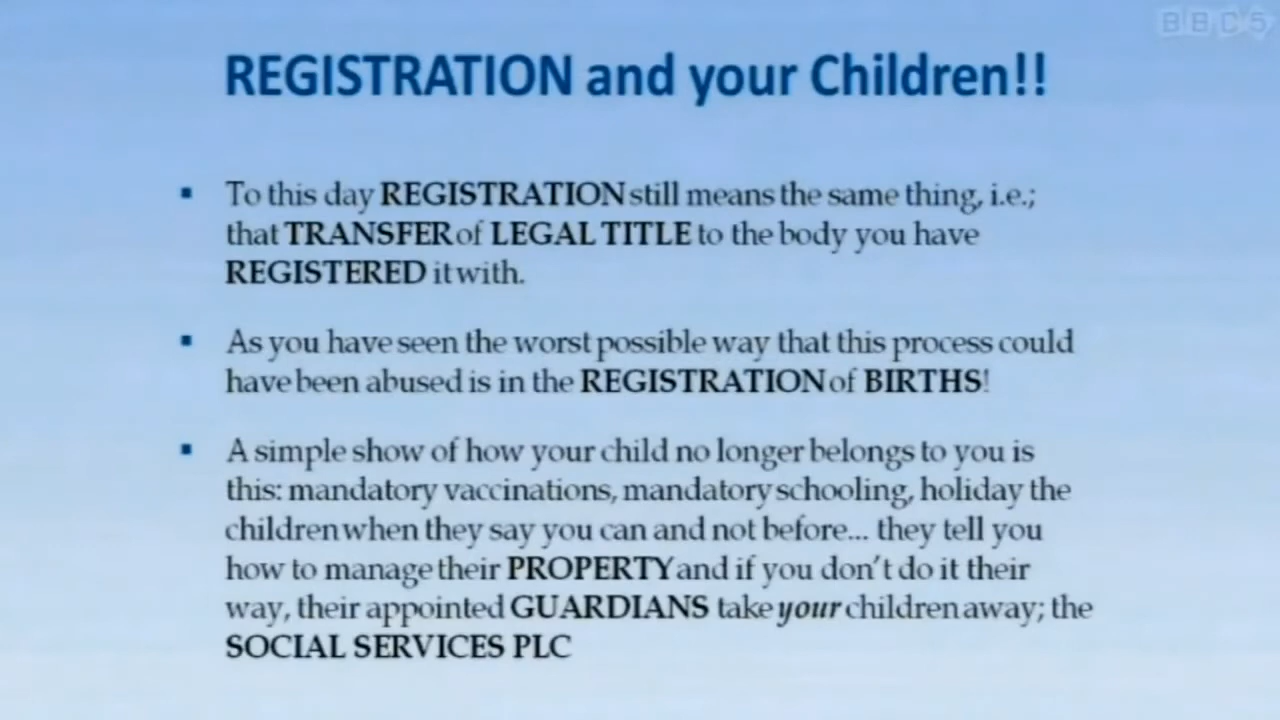 BBC5
REGISTRATION and your Children!!
▪ To this day REGISTRATION still means the same thing, i.e.;
that TRANSFER of LEGAL TITLE to the body you have
REGISTERED it with.
▪ As you have seen the worst possible way that this process could
have been abused is in the REGISTRATION of BIRTHS!
▪ A simple show of how your child no longer belongs to you is
this: mandatory vaccinations, mandatory schooling, holiday the
children when they say you can and not before... they tell you
how to manage their PROPERTY and if you don't do it their
way, their appointed GUARDIANS take your children away; the
SOCIAL SERVICES PLC